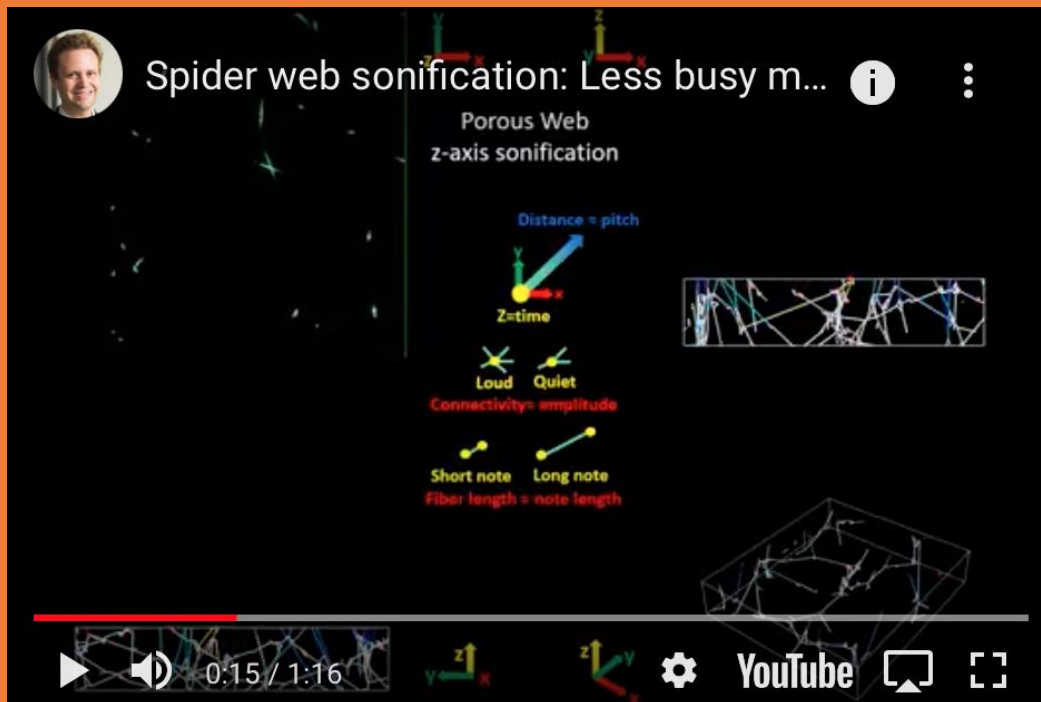 y
z x
z
y x
Spider web sonification: Less busy m...
i
Porous Web
z-axis sonification
Distance = pitch
y
x
Z=time
Loud Quiet
Connectivity= amplitude
Short note Long note
Fiber length = note length
0:15 / 1:16
z
y x
z y
x
YouTube